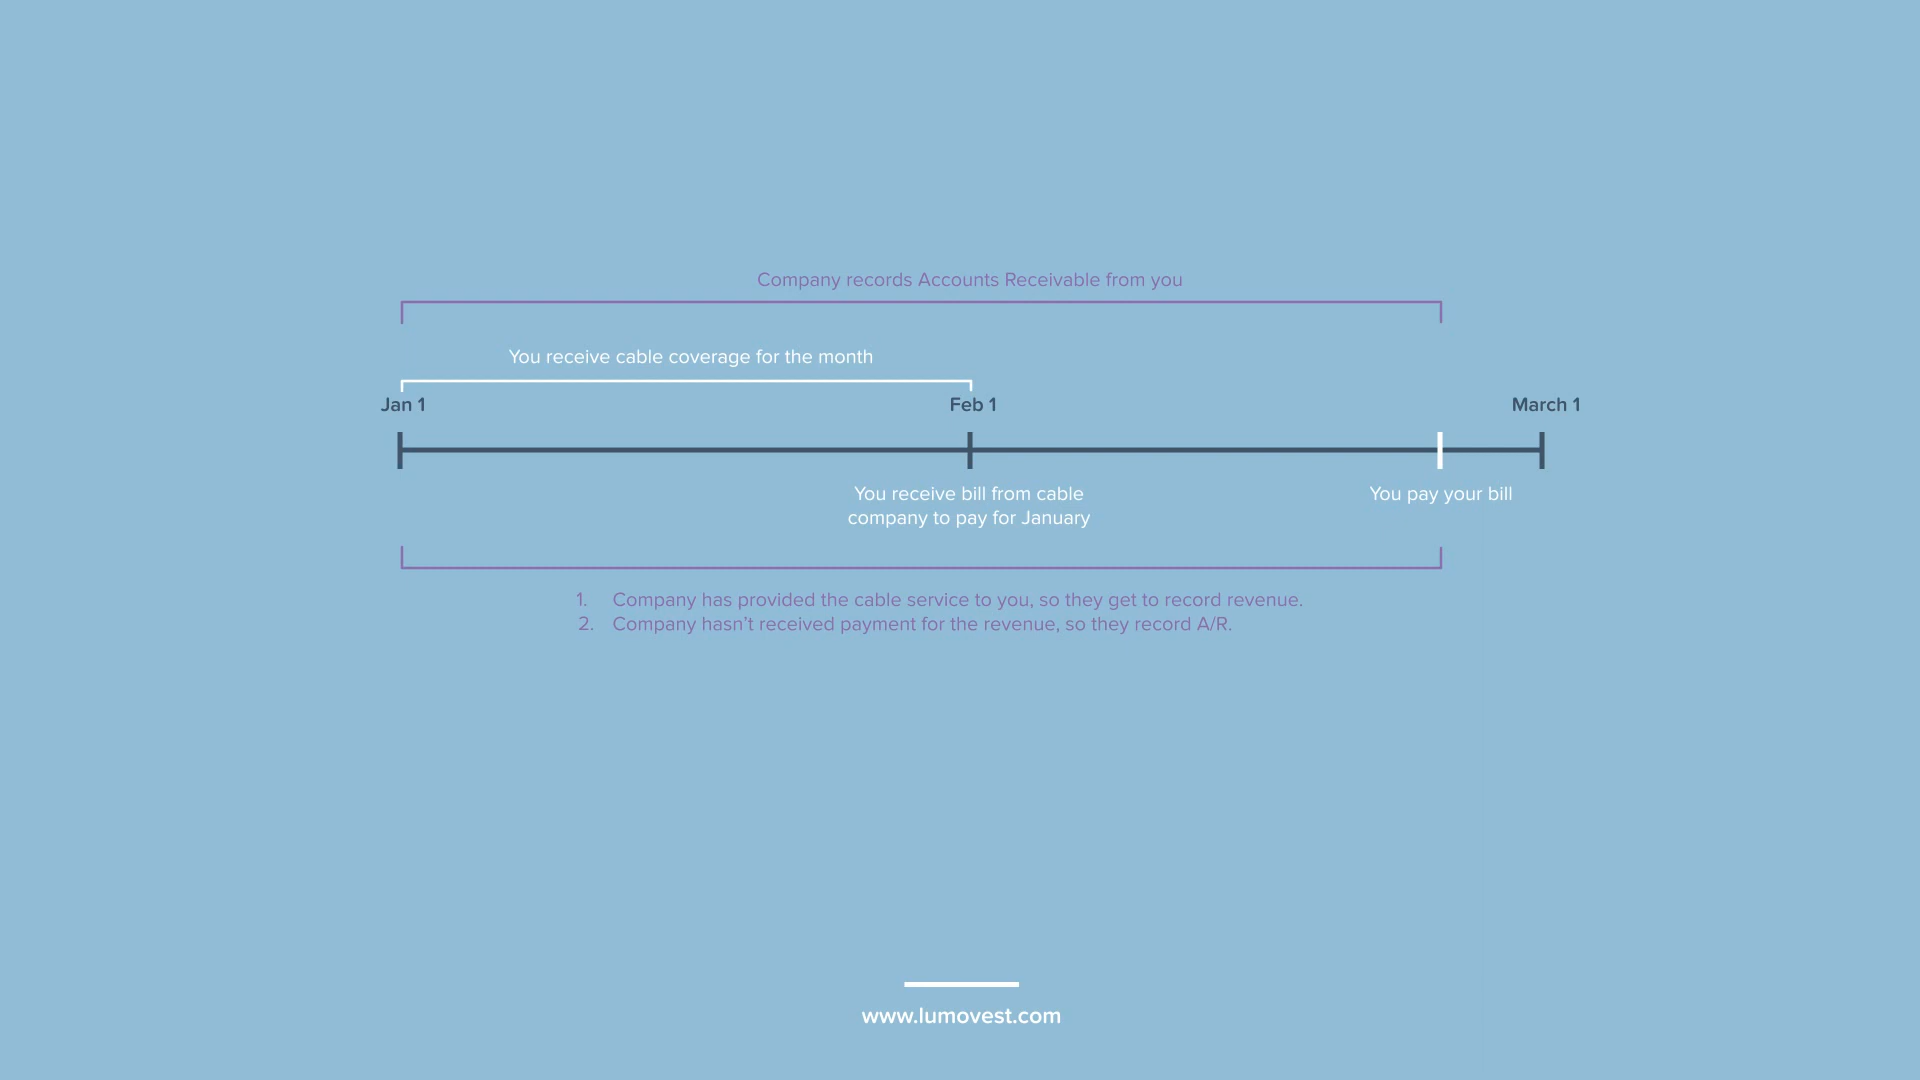 Company records Accounts Receivable from you
You receive cable coverage for the month
Jan 1
Feb 1
March 1
You receive bill from cable
company to pay for January
You pay your bill
1. Company has provided the cable service to you, so they get to record revenue.
2. Company hasn’t received payment for the revenue, so they record A/R.
www.lumovest.com